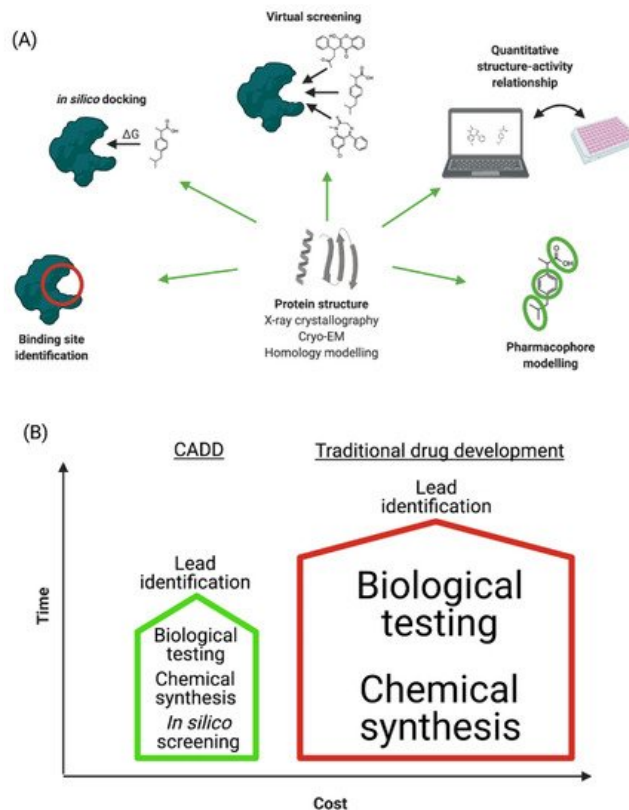 (A)
Virtual screening
Quantitative
structure-activity
relationship
in silico docking
ΔG
Protein structure
X-ray crystallography
Cryo-EM
Homology modelling
Binding site
identification
Pharmacophore
modelling
OH
(B)
CADD
Traditional drug development
Lead
identification
Lead
identification
Biological
testing
Chemical
synthesis
Biological
testing
Chemical
synthesis
In silico
screening
Time
Cost